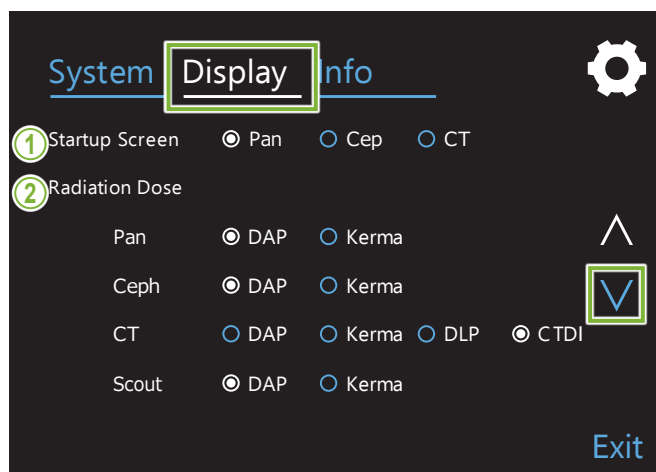 System Display Info
1 Startup Screen Pan Cep CT
2 Radiation Dose
Pan DAP Kerma
Ceph DAP Kerma
CT DAP Kerma DLP CTDI
Scout DAP Kerma
Exit